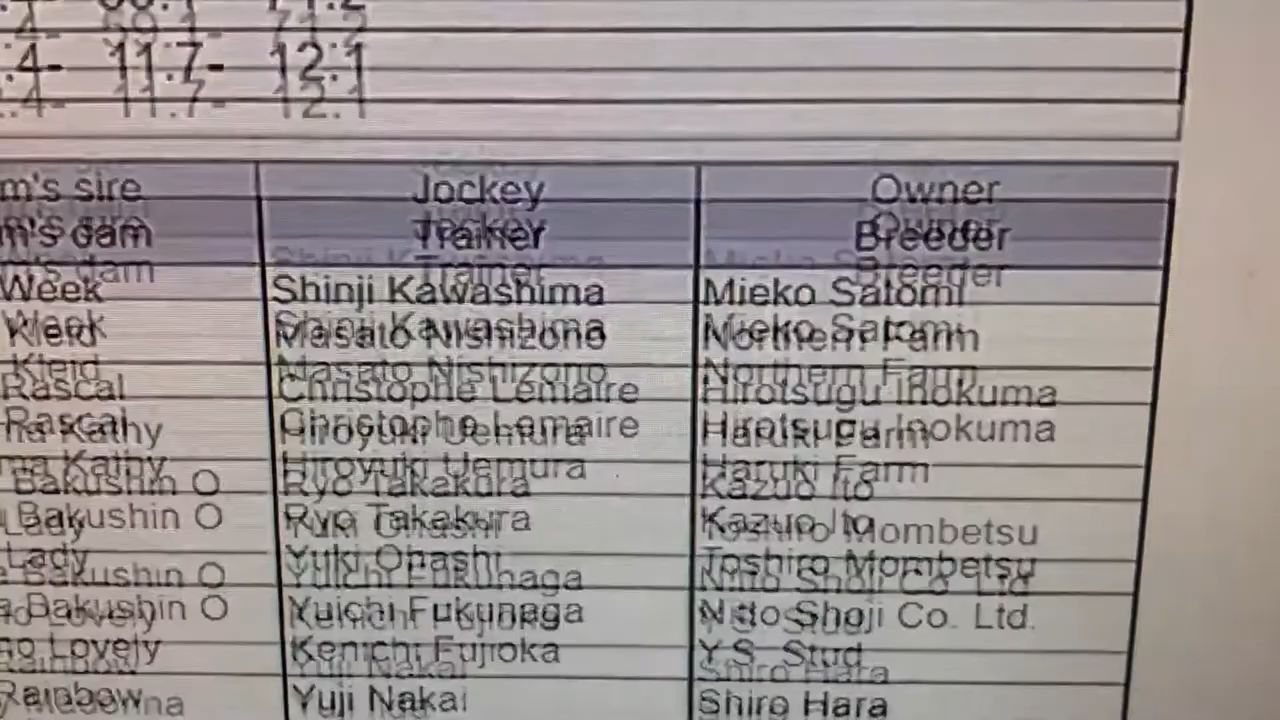 11.7- 12.1
m's sire Jockey Owner
m's dam Trainer Breeder
Week Shinji Kawashima Mieko Satomi
Kleid Masato Nishizono Northern Farm
Rascal Christophe Lemaire Hirotsugu Inokuma
Kathy Hiroyuki Uemura Haruki Farm
Bakushin O Ryo Takakura Kazuo Ito
Lady Yuki Ohashi Toshiro Mombetsu
Bakushin O Yuichi Fukunaga Nitto Shoji Co. Ltd.
Lovely Kenichi Fujioka Y.S. Stud
Rainbow Yuji Nakai Shiro Hara